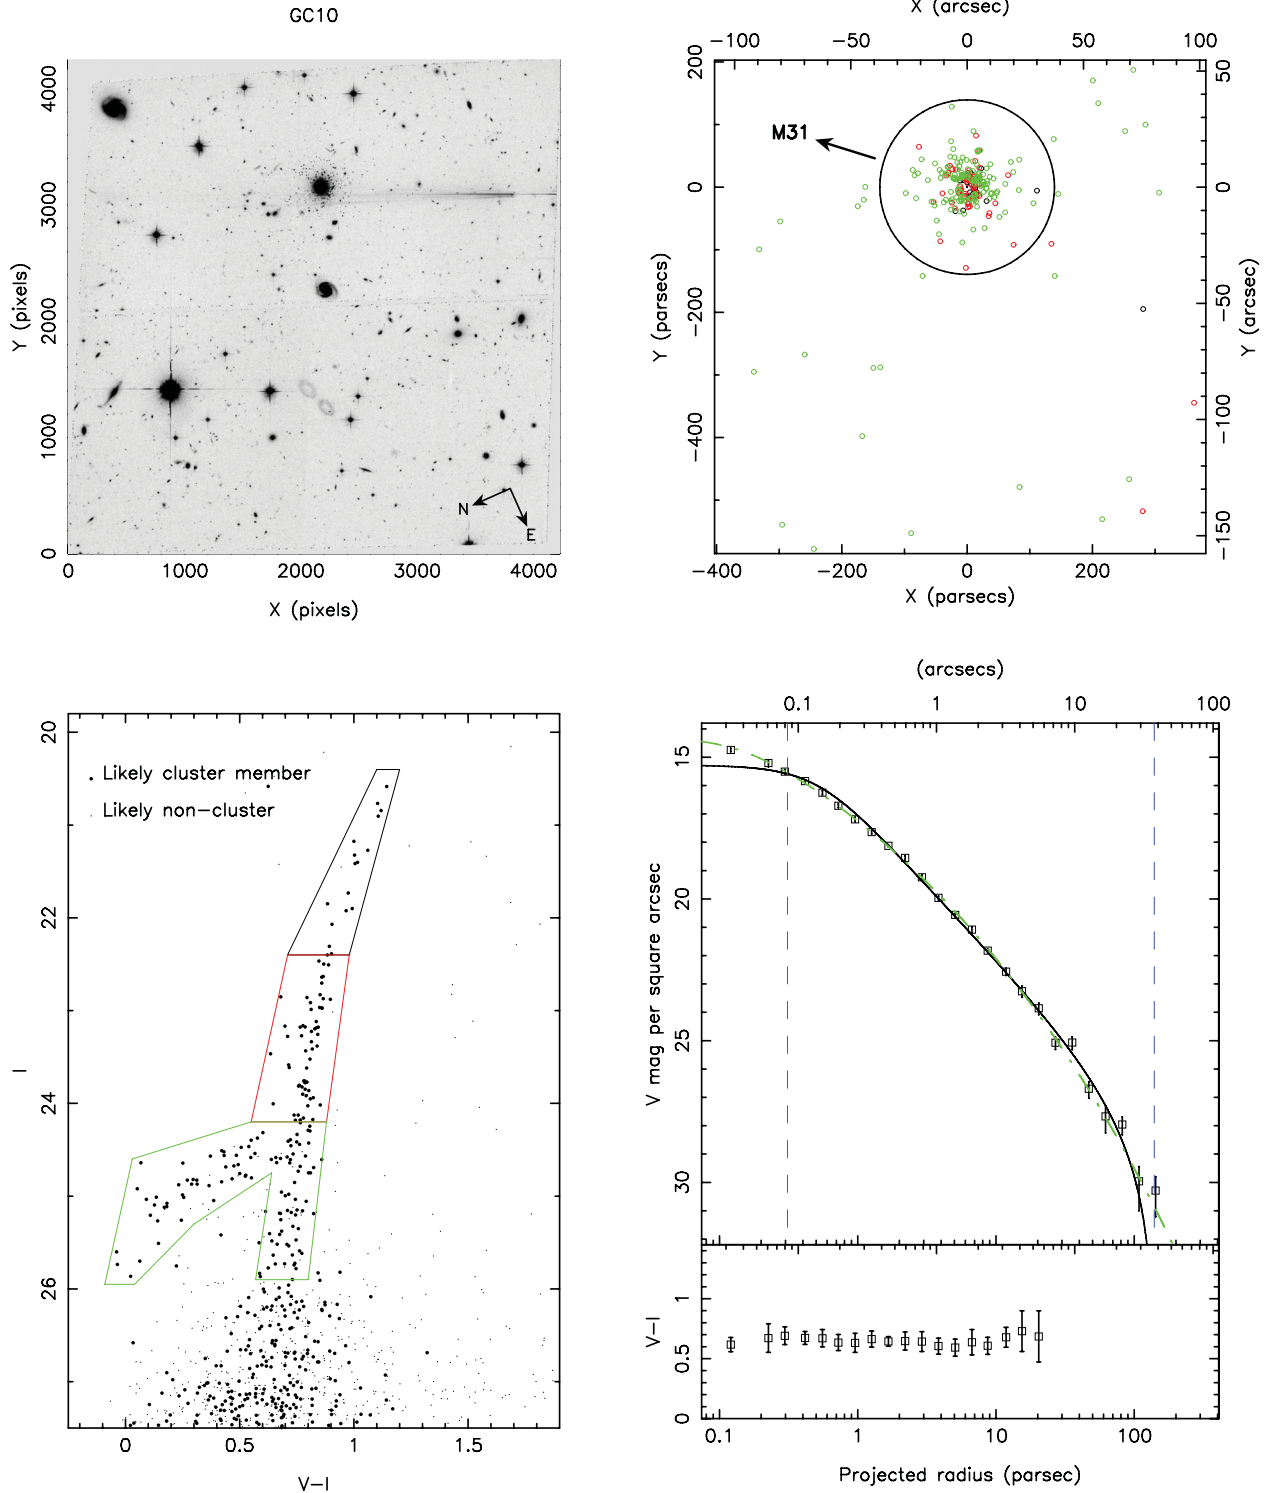 GC10
4000
3000
2000
1000
0
Y (pixels)
N
E
0 1000 2000 3000 4000
X (pixels)
X (arcsec)
−100 −50 0 50 100
200
0
−200
−400
Y (parsecs)
M31
50
0
−50
−100
−150
Y (arcsec)
−400 −200 0 200
X (parsecs)
20
22
24
26
I
Likely cluster member
Likely non−cluster
0 0.5 1 1.5
V−I
(arcsecs)
0.1 1 10 100
15
20
25
30
V mag per square arcsec
1
0.5
0
V−I
0.1 1 10 100
Projected radius (parsec)